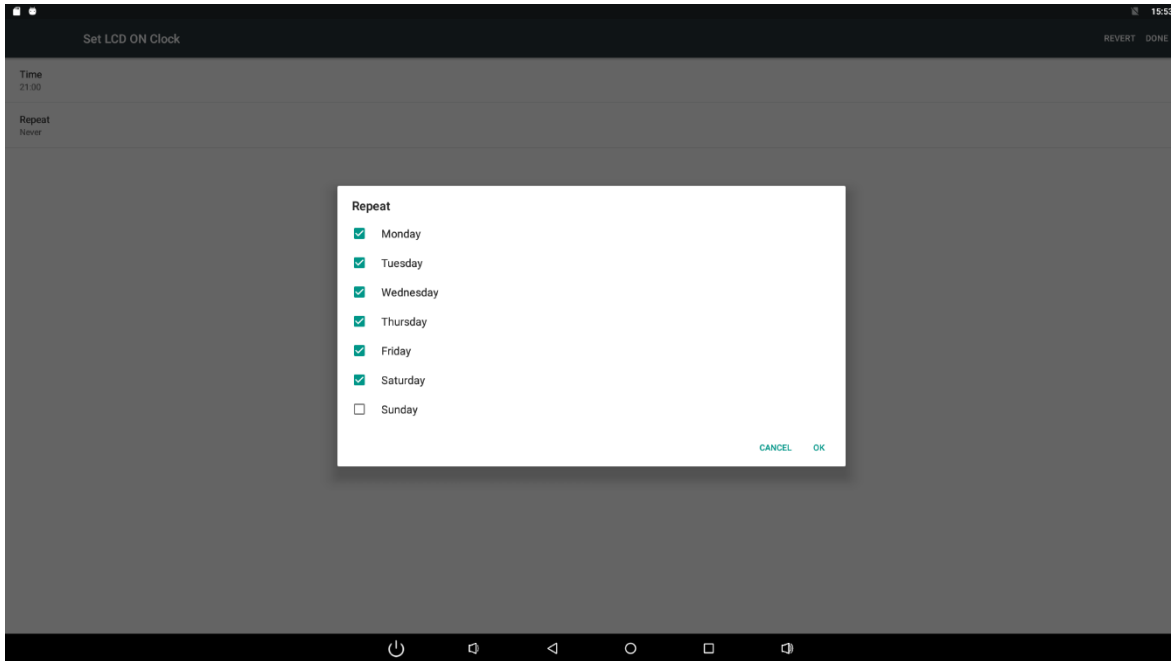 15:53
Set LCD ON Clock
REVERT DONE
Time
21:00
Repeat
Never
Repeat
Monday
Tuesday
Wednesday
Thursday
Friday
Saturday
Sunday
CANCEL OK